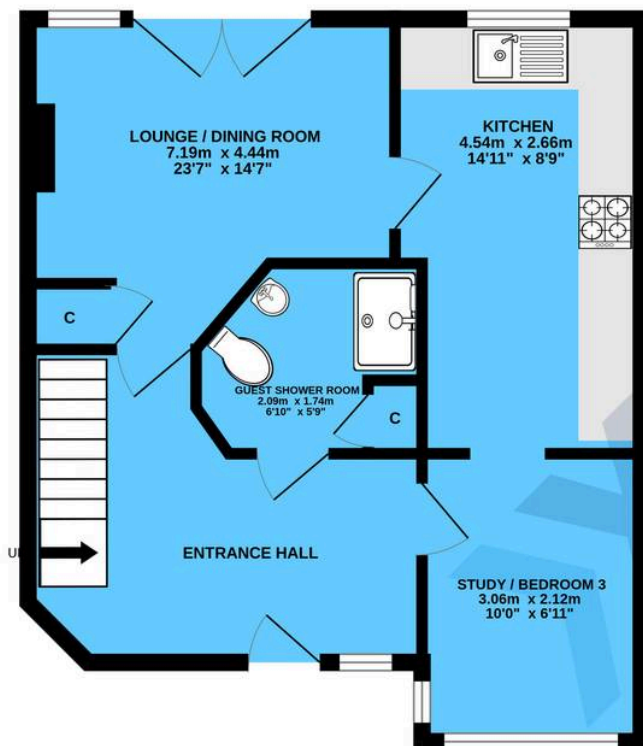 LOUNGE / DINING ROOM
7.19m x 4.44m
23'7" x 14'7"
KITCHEN
4.54m x 2.66m
14'11" x 8'9"
C
GUEST SHOWER ROOM
2.09m x 1.74m
6'10" x 5'9"
C
ENTRANCE HALL
STUDY / BEDROOM 3
3.06m x 2.12m
10'0" x 6'11"